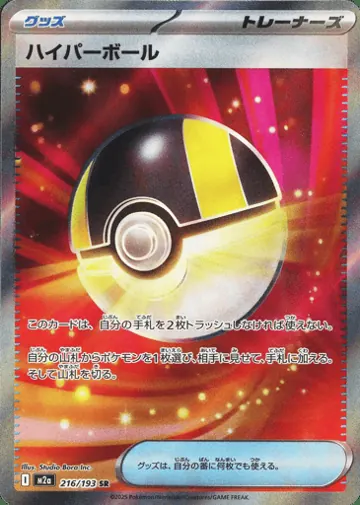 グッズ
トレーナーズ
ハイパーボール
このカードは、自分の手札を2枚トラッシュしなければ使えない。
自分の山札からポケモンを1枚選び、相手に見せて、手札に加える。
そして山札を切る。
Illus. Studio Bora Inc.
I M2a 216/193 SR
グッズは、自分の番に何枚でも使える。
©2025 Pokémon/Nintendo/Creatures/GAME FREAK.